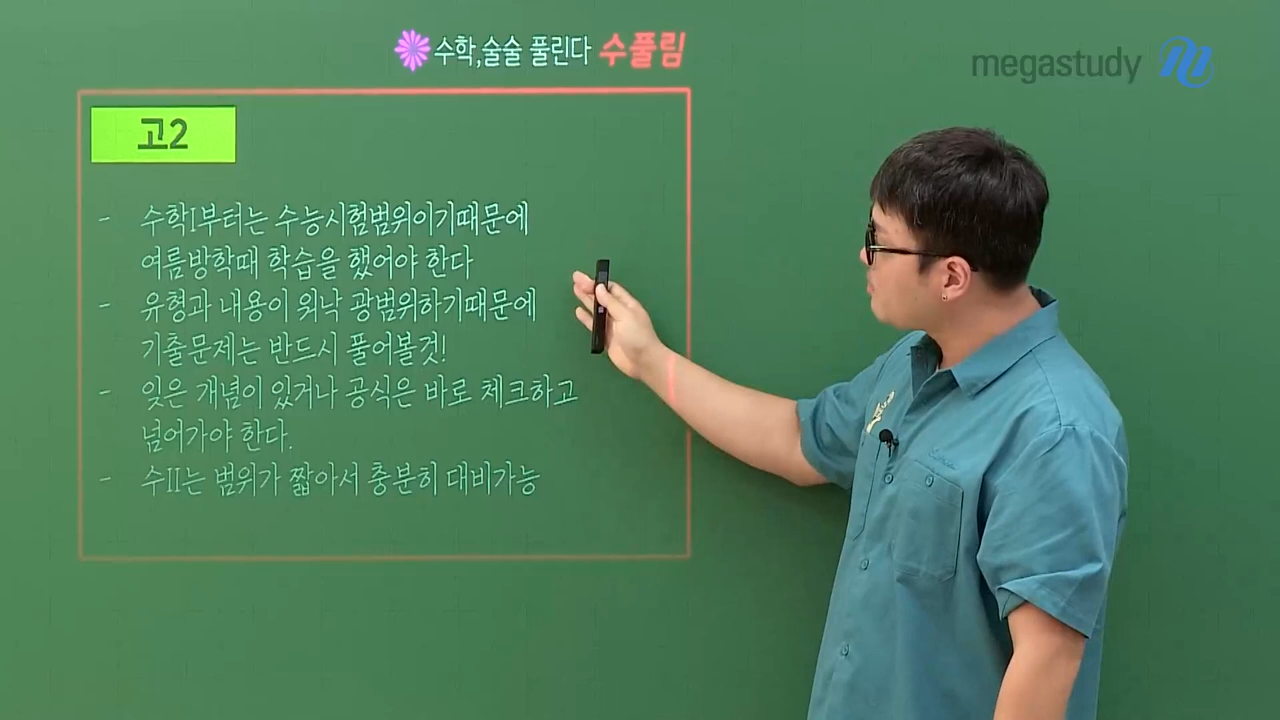 수학,술술 풀린다 수풀림
megastudy
고2
- 수학I부터는 수능시험범위이기때문에
여름방학때 학습을 했어야 한다
- 유형과 내용이 워낙 광범위하기때문에
기출문제는 반드시 풀어볼것!
- 잊은 개념이 있거나 공식은 바로 체크하고
넘어가야 한다.
- 수II는 범위가 짧아서 충분히 대비가능